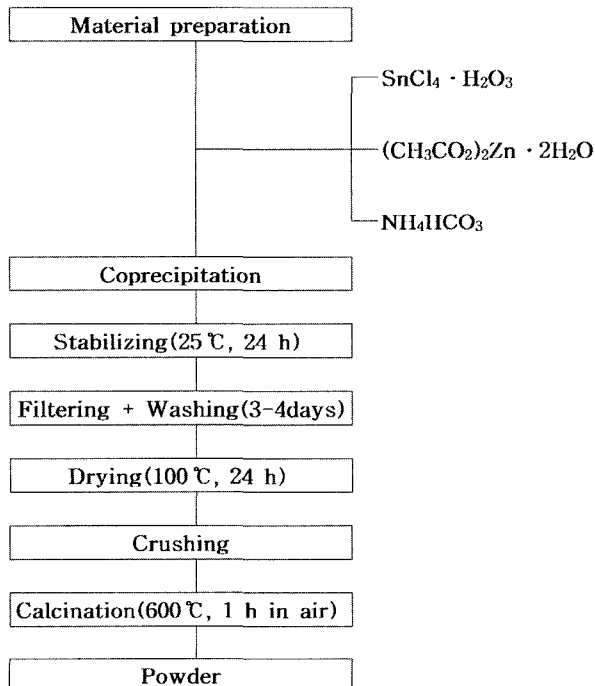 Material preparation
SnCl₄ · H₂O₃
(CH₃CO₂)₂Zn · 2H₂O
NH₄HCO₃
Coprecipitation
Stabilizing(25℃, 24 h)
Filtering + Washing(3-4days)
Drying(100℃, 24 h)
Crushing
Calcination(600℃, 1 h in air)
Powder